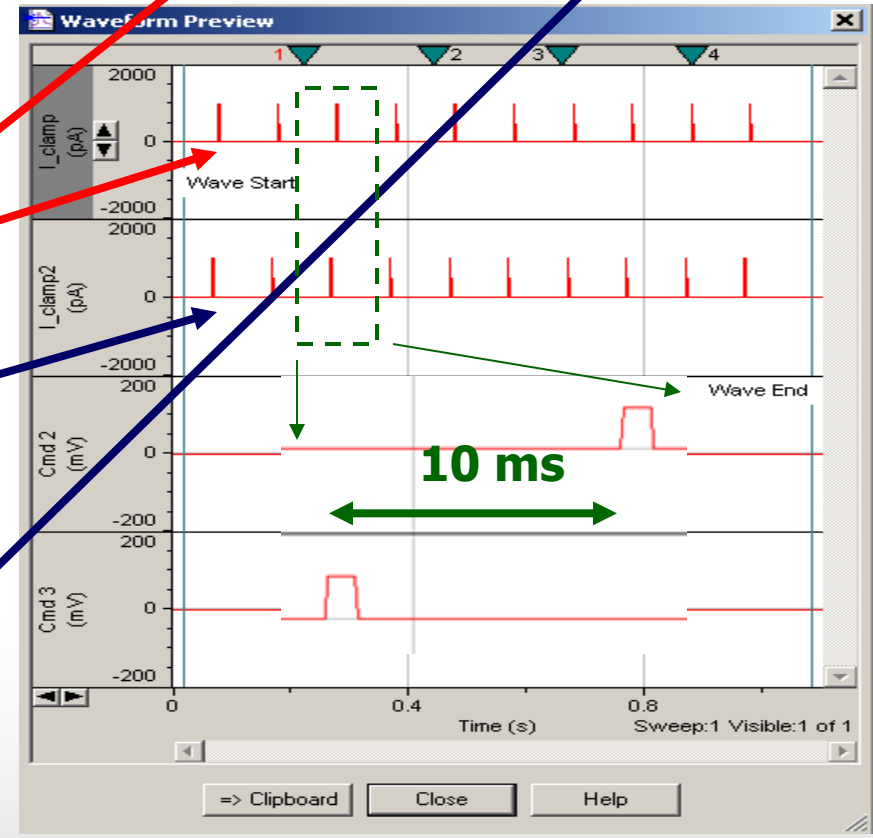 Waveform Preview
1 2 3 4
I_clamp
(pA)
2000
0
-2000
Wave Start
I_clamp2
(pA)
2000
0
-2000
Cmd 2
(mV)
200
0
-200
Wave End
10 ms
Cmd 3
(mV)
200
0
-200
0 0.4 0.8
Time (s) Sweep:1 Visible:1 of 1
=> Clipboard Close Help